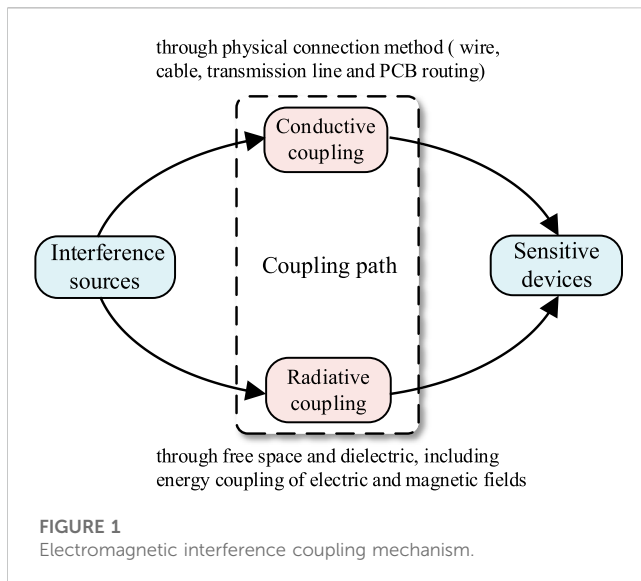 through physical connection method ( wire,
cable, transmission line and PCB routing)
Conductive
coupling
Interference
sources
Coupling path
Sensitive
devices
Radiative
coupling
through free space and dielectric, including
energy coupling of electric and magnetic fields
FIGURE 1
Electromagnetic interference coupling mechanism.